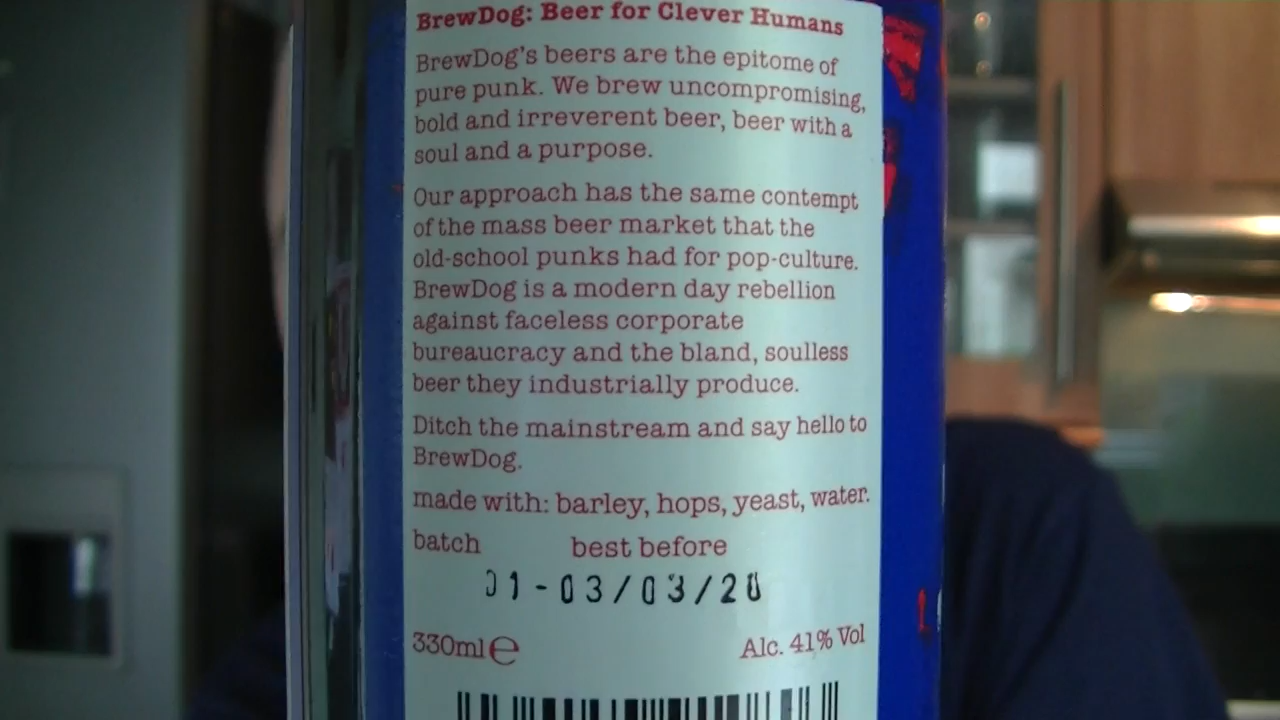 BrewDog: Beer for Clever Humans
BrewDog's beers are the epitome of
pure punk. We brew uncompromising,
bold and irreverent beer, beer with a
soul and a purpose.
Our approach has the same contempt
of the mass beer market that the
old-school punks had for pop-culture.
BrewDog is a modern day rebellion
against faceless corporate
bureaucracy and the bland, soulless
beer they industrially produce.
Ditch the mainstream and say hello to
BrewDog.
made with: barley, hops, yeast, water.
batch best before
01-03/03/28
330ml℮ Alc. 41% Vol